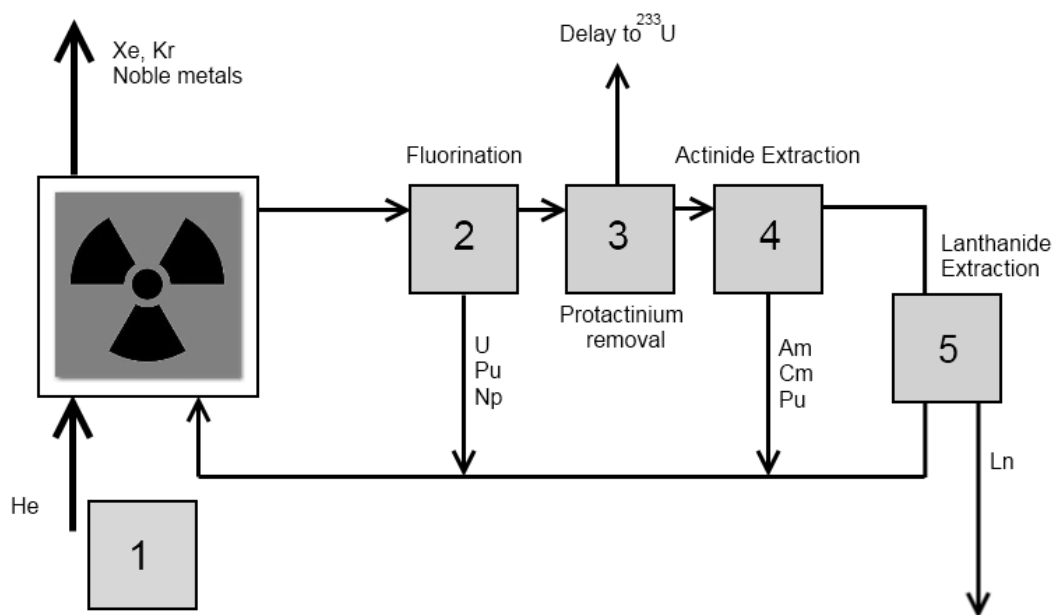 Delay to ²³³U
Xe, Kr
Noble metals
Fluorination
Actinide Extraction
2
3
4
Lanthanide
Extraction
Protactinium
removal
5
U
Pu
Np
Am
Cm
Pu
Ln
He
1